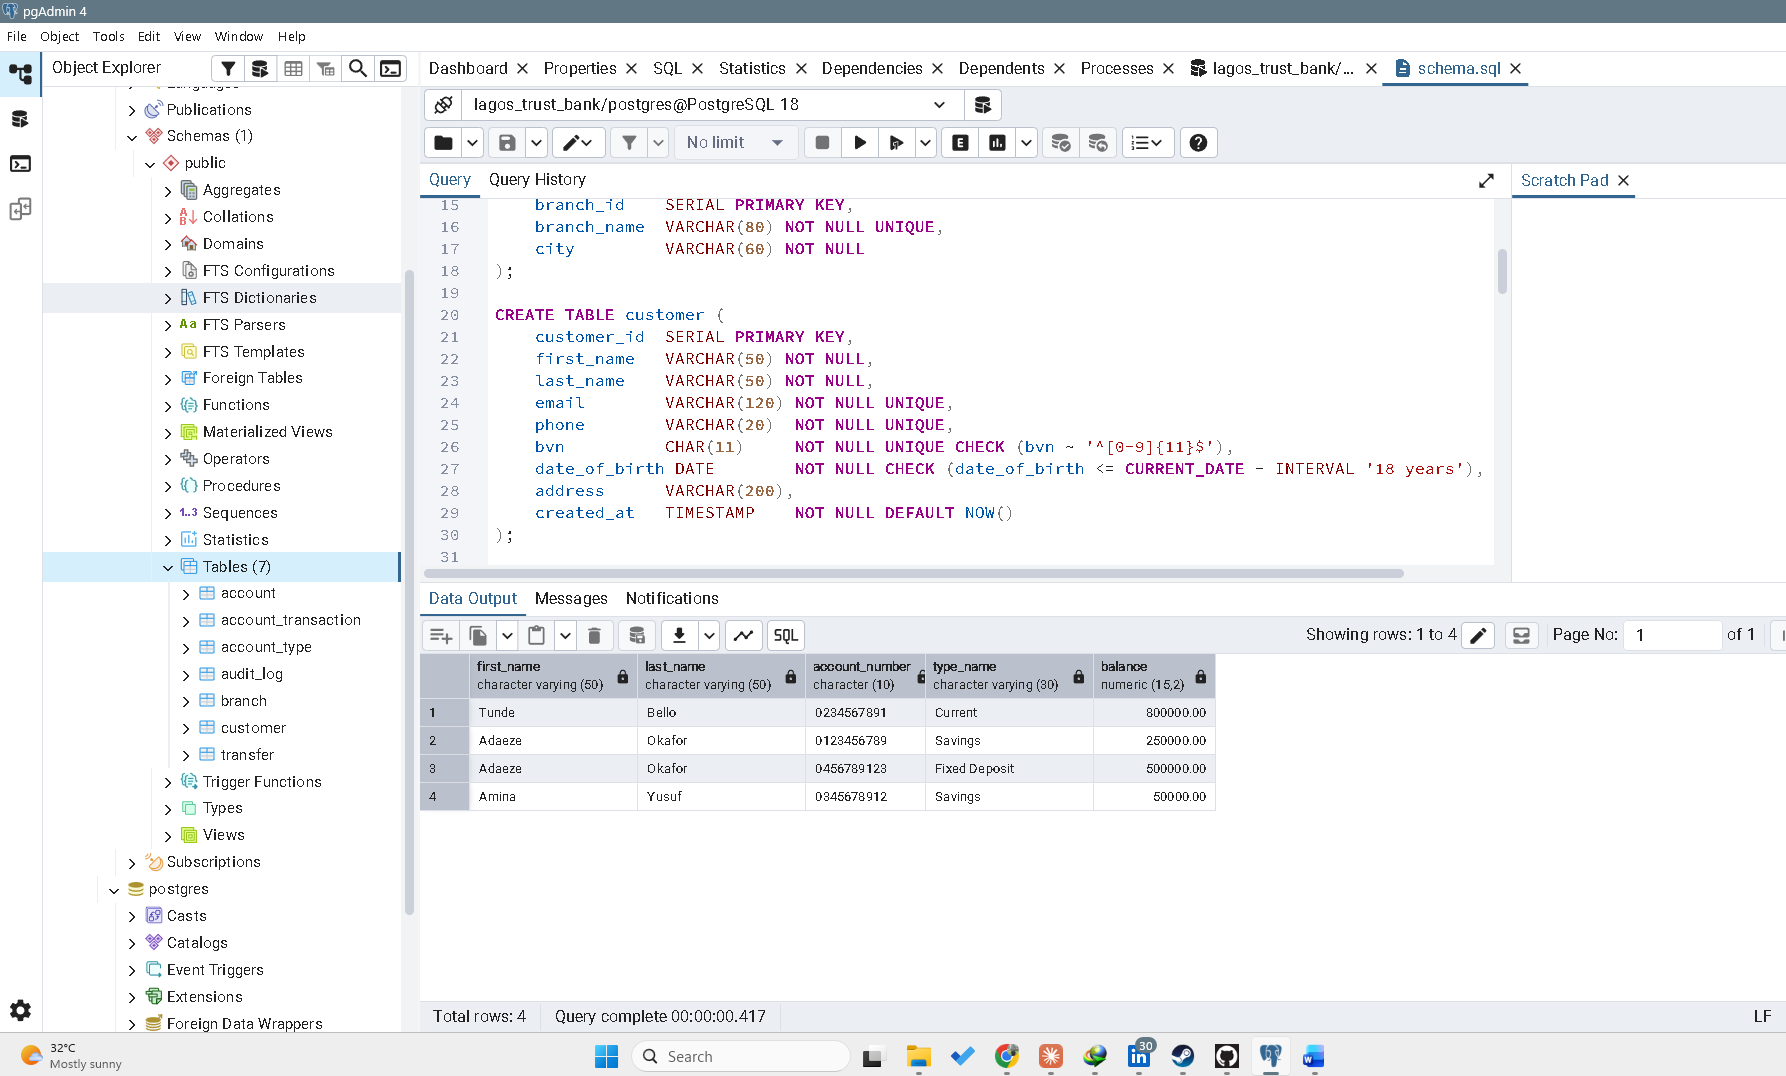 pgAdmin 4
File Object Tools Edit View Window Help
Object Explorer
Dashboard Properties SQL Statistics Dependencies Dependents Processes lagos_trust_bank/... schema.sql
Languages
Publications
Schemas (1)
public
Aggregates
Collations
Domains
FTS Configurations
FTS Dictionaries
FTS Parsers
FTS Templates
Foreign Tables
Functions
Materialized Views
Operators
Procedures
1..3 Sequences
Statistics
Tables (7)
account
account_transaction
account_type
audit_log
branch
customer
transfer
Trigger Functions
Types
Views
Subscriptions
postgres
Casts
Catalogs
Event Triggers
Extensions
Foreign Data Wrappers
lagos_trust_bank/postgres@PostgreSQL 18
No limit
E
Query Query History
Scratch Pad
15 branch_id SERIAL PRIMARY KEY,
16 branch_name VARCHAR(80) NOT NULL UNIQUE,
17 city VARCHAR(60) NOT NULL
18 );
19
20 CREATE TABLE customer (
21 customer_id SERIAL PRIMARY KEY,
22 first_name VARCHAR(50) NOT NULL,
23 last_name VARCHAR(50) NOT NULL,
24 email VARCHAR(120) NOT NULL UNIQUE,
25 phone VARCHAR(20) NOT NULL UNIQUE,
26 bvn CHAR(11) NOT NULL UNIQUE CHECK (bvn ~ '^[0-9]{11}$'),
27 date_of_birth DATE NOT NULL CHECK (date_of_birth <= CURRENT_DATE - INTERVAL '18 years'),
28 address VARCHAR(200),
29 created_at TIMESTAMP NOT NULL DEFAULT NOW()
30 );
31
Data Output Messages Notifications
SQL
Showing rows: 1 to 4 Page No: 1 of 1
first_name last_name account_number type_name balance
character varying (50) character varying (50) character (10) character varying (30) numeric (15,2)
1 Tunde Bello 0234567891 Current 800000.00
2 Adaeze Okafor 0123456789 Savings 250000.00
3 Adaeze Okafor 0456789123 Fixed Deposit 500000.00
4 Amina Yusuf 0345678912 Savings 50000.00
Total rows: 4 Query complete 00:00:00.417 LF
32°C
Mostly sunny
Search
30